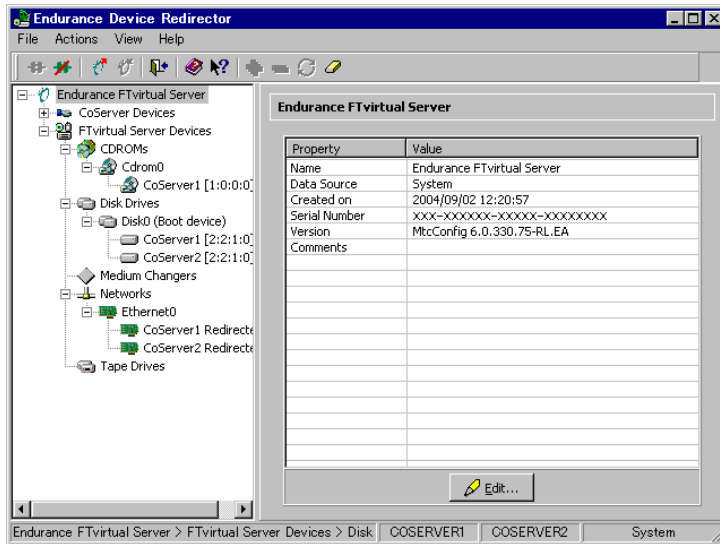 Endurance Device Redirector
File Actions View Help
Endurance FTvirtual Server
CoServer Devices
FTvirtual Server Devices
CDROMs
Cdrom0
CoServer1 [1:0:0:0]
Disk Drives
Disk0 (Boot device)
CoServer1 [2:2:1:0]
CoServer2 [2:2:1:0]
Medium Changers
Networks
Ethernet0
CoServer1 Redirecte
CoServer2 Redirecte
Tape Drives
Endurance FTvirtual Server
Property Value
Name Endurance FTvirtual Server
Data Source System
Created on 2004/09/02 12:20:57
Serial Number XXX-XXXXXX-XXXXX-XXXXXXXX
Version MtcConfig 6.0.330.75-RL.EA
Comments
Edit...
Endurance FTvirtual Server > FTvirtual Server Devices > Disk COSERVER1 COSERVER2 System